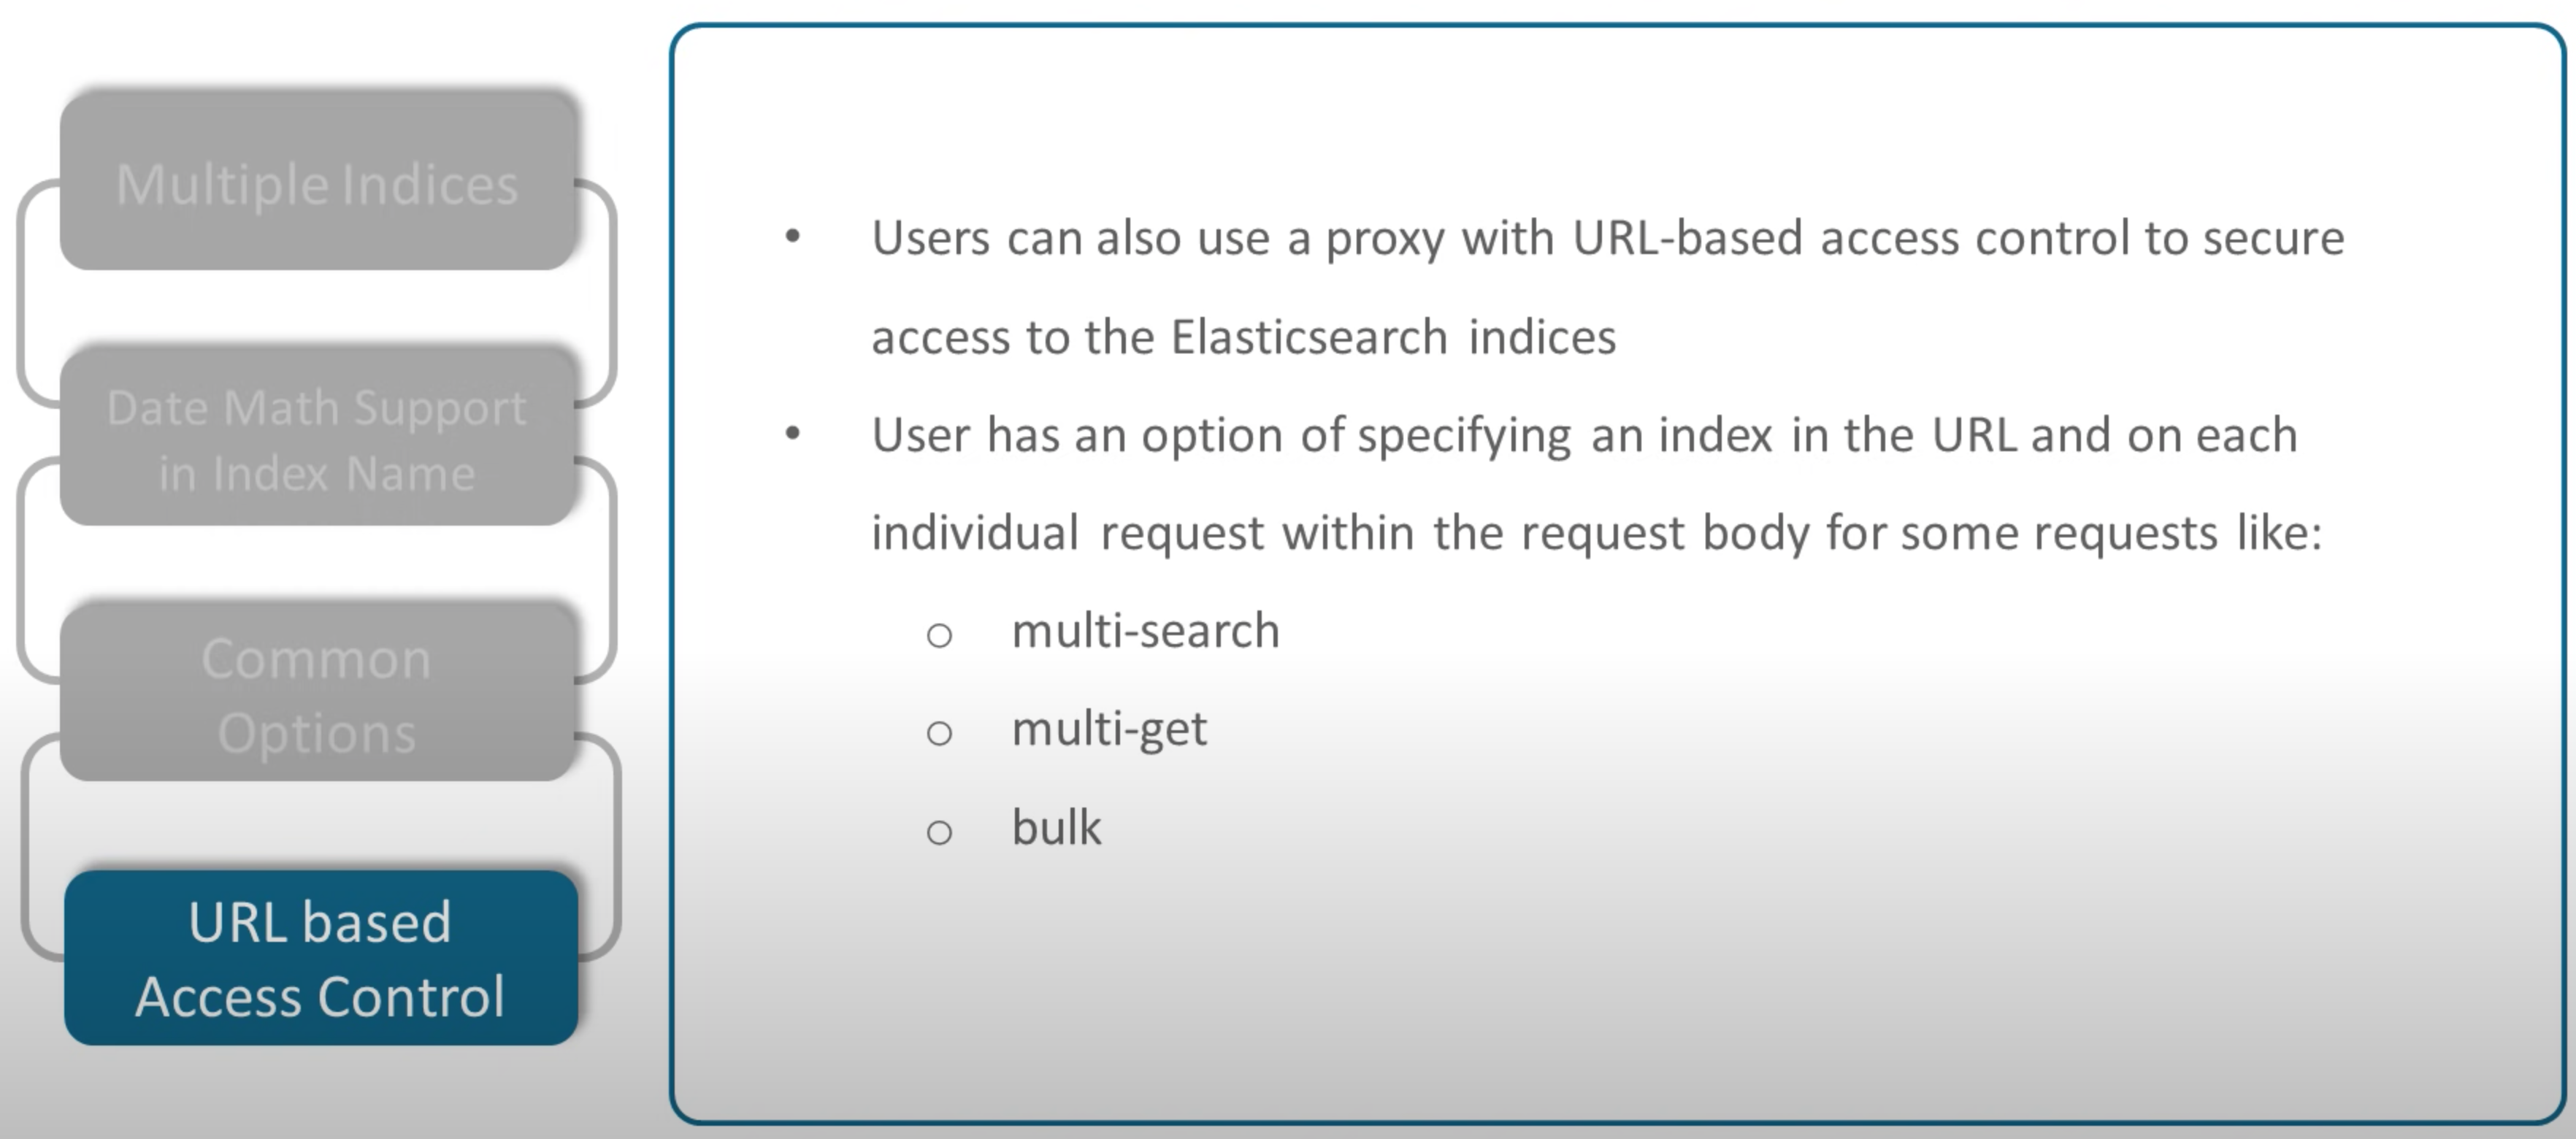 Multiple Indices
Date Math Support
in Index Name
Common
Options
URL based
Access Control
• Users can also use a proxy with URL-based access control to secure
access to the Elasticsearch indices
• User has an option of specifying an index in the URL and on each
individual request within the request body for some requests like:
○ multi-search
○ multi-get
○ bulk